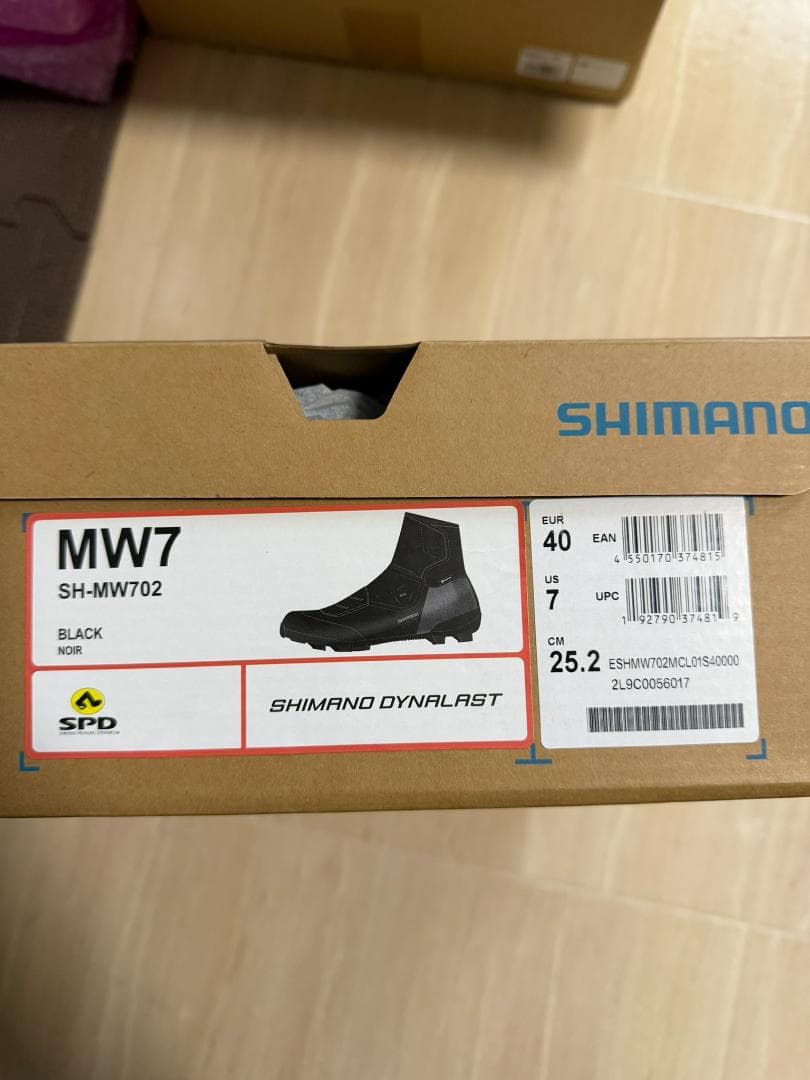 SHIMANO
MW7
SH-MW702
BLACK
NOIR
SPD
SHIMANO DYNALAST
EUR
40
EAN
4 550170 374815
US
7
UPC
1 92790 37481 9
CM
25.2
ESHMW702MCL01S40000
2L9C0056017